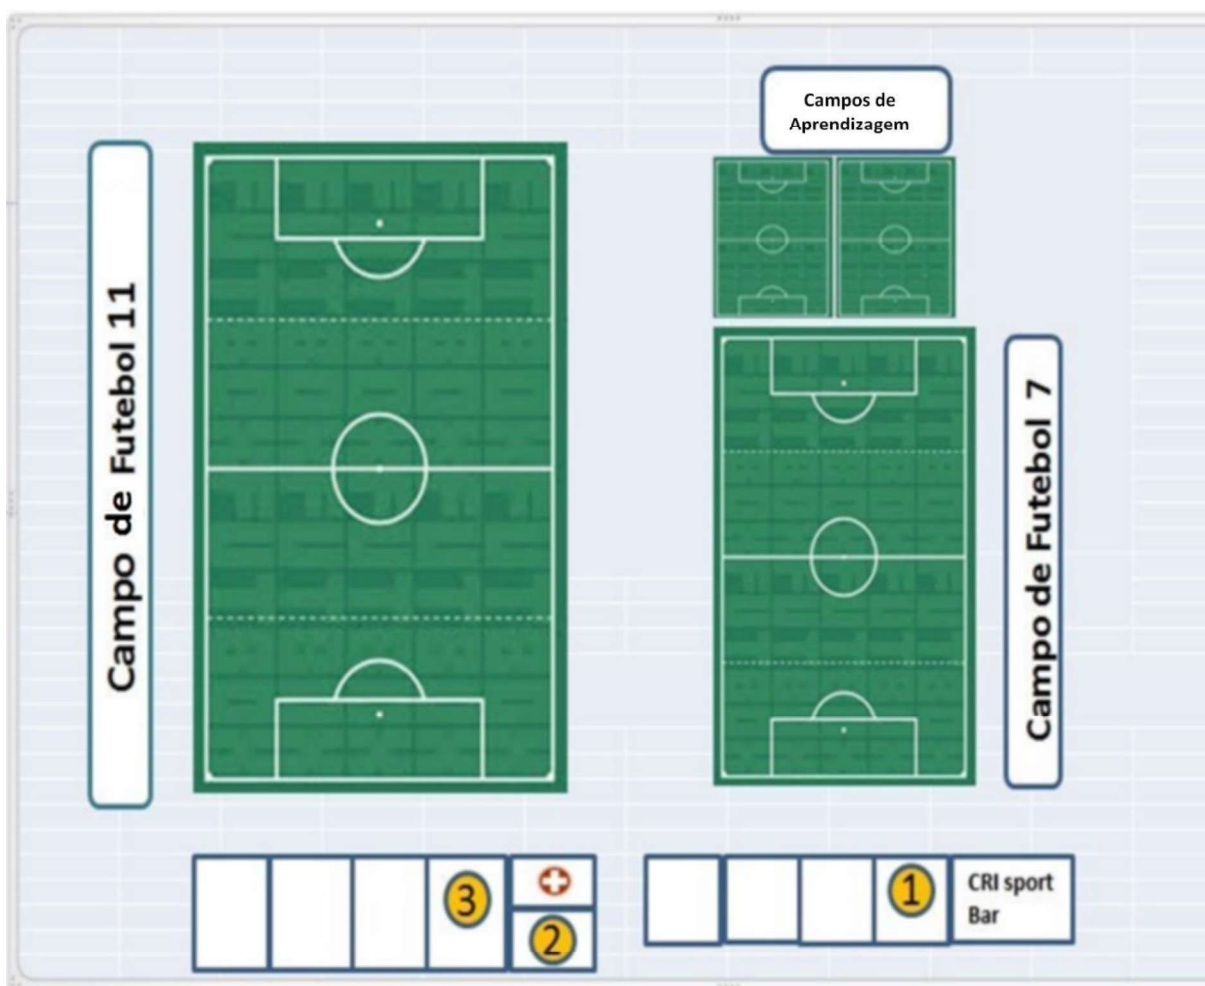 Campos de
Aprendizagem
Campo de Futebol 11
Campo de Futebol 7
3
2
1
CRI sport
Bar